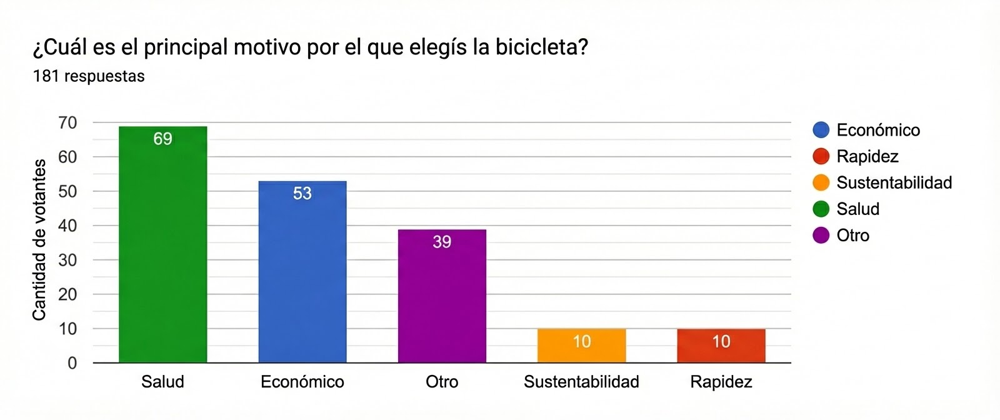 ¿Cuál es el principal motivo por el que elegís la bicicleta?
181 respuestas
Cantidad de votantes
70
60
50
40
30
20
10
0
69
53
39
10
10
Salud
Económico
Otro
Sustentabilidad
Rapidez
Económico
Rapidez
Sustentabilidad
Salud
Otro